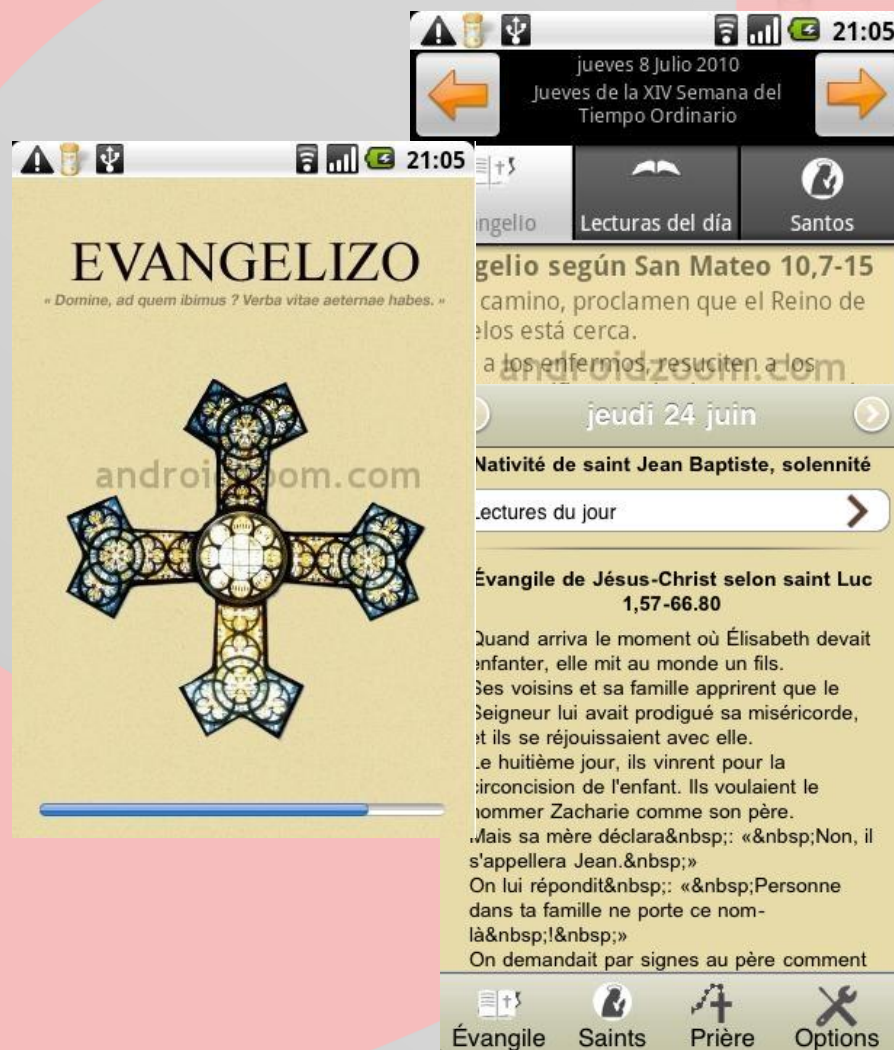 21:05
EVANGELIZO
« Domine, ad quem ibimus ? Verba vitae aeternae habes. »
androidzoom.com
21:05
jueves 8 Julio 2010
Jueves de la XIV Semana del
Tiempo Ordinario
Lecturas del día
Santos
según San Mateo 10,7-15
camino, proclamen que el Reino de
está cerca.
a los enfermos, resuciten a los
androidzoom.com
jeudi 24 juin
Nativité de saint Jean Baptiste, solennité
Lectures du jour
Évangile de Jésus-Christ selon saint Luc
1,57-66.80
Quand arriva le moment où Élisabeth devait
enfanter, elle mit au monde un fils.
Ses voisins et sa famille apprirent que le
Seigneur lui avait prodigué sa miséricorde,
et ils se réjouissaient avec elle.
Le huitième jour, ils vinrent pour la
circoncision de l'enfant. Ils voulaient le
nommer Zacharie comme son père.
Mais sa mère déclara&nbsp;: «&nbsp;Non, il
s'appellera Jean.&nbsp;»
On lui répondit&nbsp;: «&nbsp;Personne
dans ta famille ne porte ce nom-
là&nbsp;!&nbsp;»
On demandait par signes au père comment
Évangile
Saints
Prière
Options